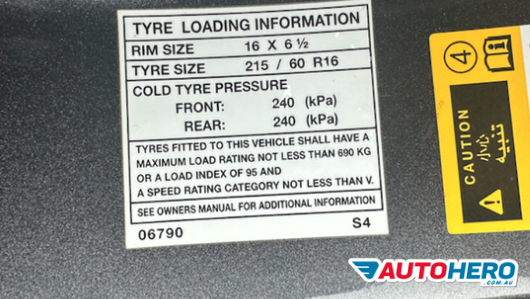 TYRE LOADING INFORMATION
RIM SIZE 16 X 6 ½
TYRE SIZE 215 / 60 R16
COLD TYRE PRESSURE
FRONT: 240 (kPa)
REAR: 240 (kPa)
TYRES FITTED TO THIS VEHICLE SHALL HAVE A
MAXIMUM LOAD RATING NOT LESS THAN 690 KG
OR A LOAD INDEX OF 95 AND
A SPEED RATING CATEGORY NOT LESS THAN V.
SEE OWNERS MANUAL FOR ADDITIONAL INFORMATION
06790 S4
4
CAUTION
تنبيه
AUTOHERO
.COM.AU